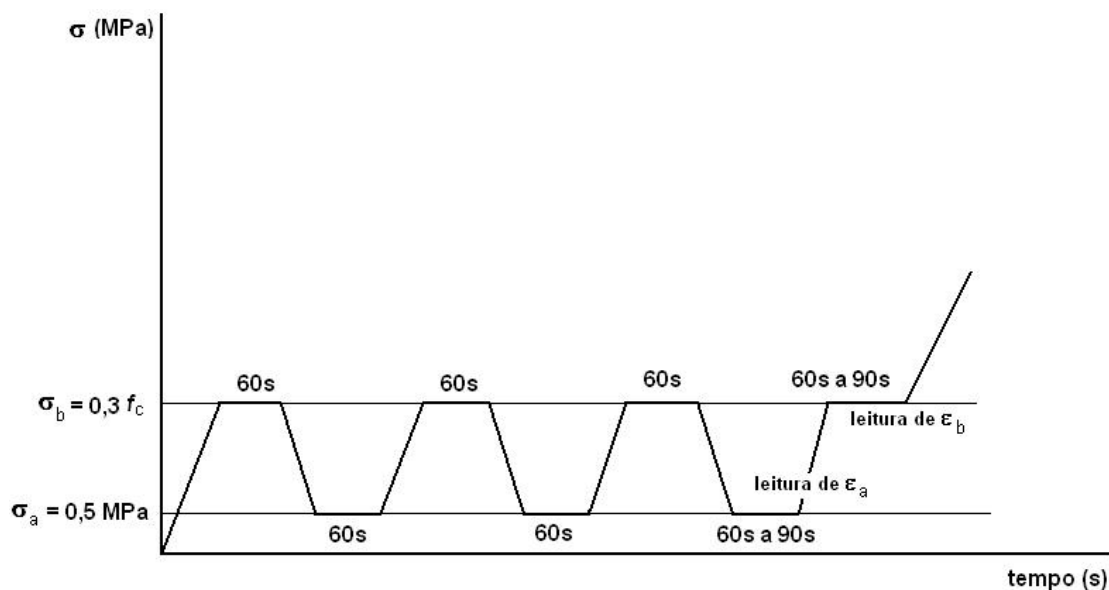 σ (MPa)
60s 60s 60s 60s a 90s
σb = 0,3 fc
leitura de εb
leitura de εa
σa = 0,5 MPa
60s 60s 60s a 90s
tempo (s)